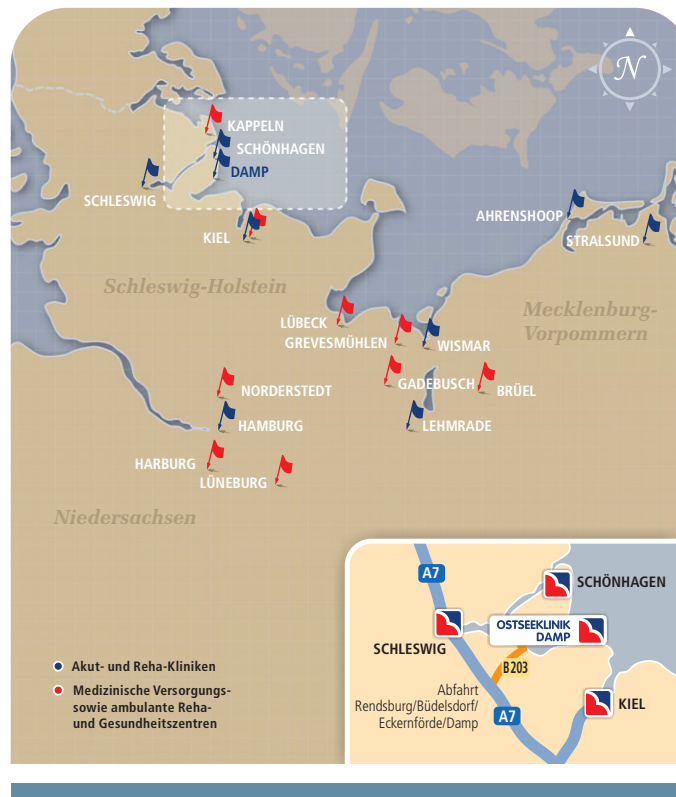 N
KAPPELN
SCHÖNHAGEN
DAMP
SCHLESWIG
KIEL
AHRENSHOOP
STRALSUND
Schleswig-Holstein
Mecklenburg-
Vorpommern
LÜBECK
GREVESMÜHLEN
WISMAR
GADEBUSCH
BRÜEL
NORDERSTEDT
HAMBURG
LEHMRADE
HARBURG
LÜNEBURG
Niedersachsen
Akut- und Reha-Kliniken
Medizinische Versorgungs-
sowie ambulante Reha-
und Gesundheitszentren
A7
SCHÖNHAGEN
OSTSEEKLINIK
DAMP
SCHLESWIG
B203
Abfahrt
Rendsburg/Büdelsdorf/
Eckernförde/Damp
A7
KIEL